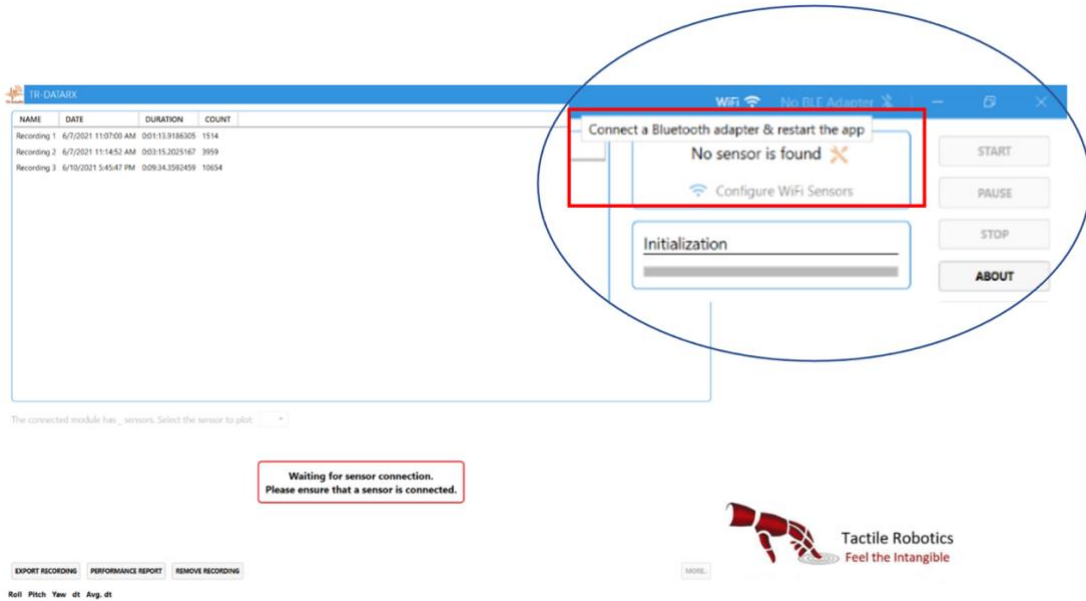 TR-DATARX
WiFi No BLE Adapter
NAME DATE DURATION COUNT
Connect a Bluetooth adapter & restart the app
Recording 1 6/7/2021 11:07:00 AM 0:01:13.9186305 1514
Recording 2 6/7/2021 11:14:52 AM 0:03:15.2025167 3959
Recording 3 6/10/2021 5:45:47 PM 0:09:34.3592459 10654
No sensor is found
Configure WiFi Sensors
START
PAUSE
STOP
ABOUT
Initialization
The connected module has _ sensors. Select the sensor to plot:
Waiting for sensor connection.
Please ensure that a sensor is connected.
Tactile Robotics
Feel the Intangible
EXPORT RECORDING PERFORMANCE REPORT REMOVE RECORDING MORE..
Roll Pitch Yaw dt Avg. dt